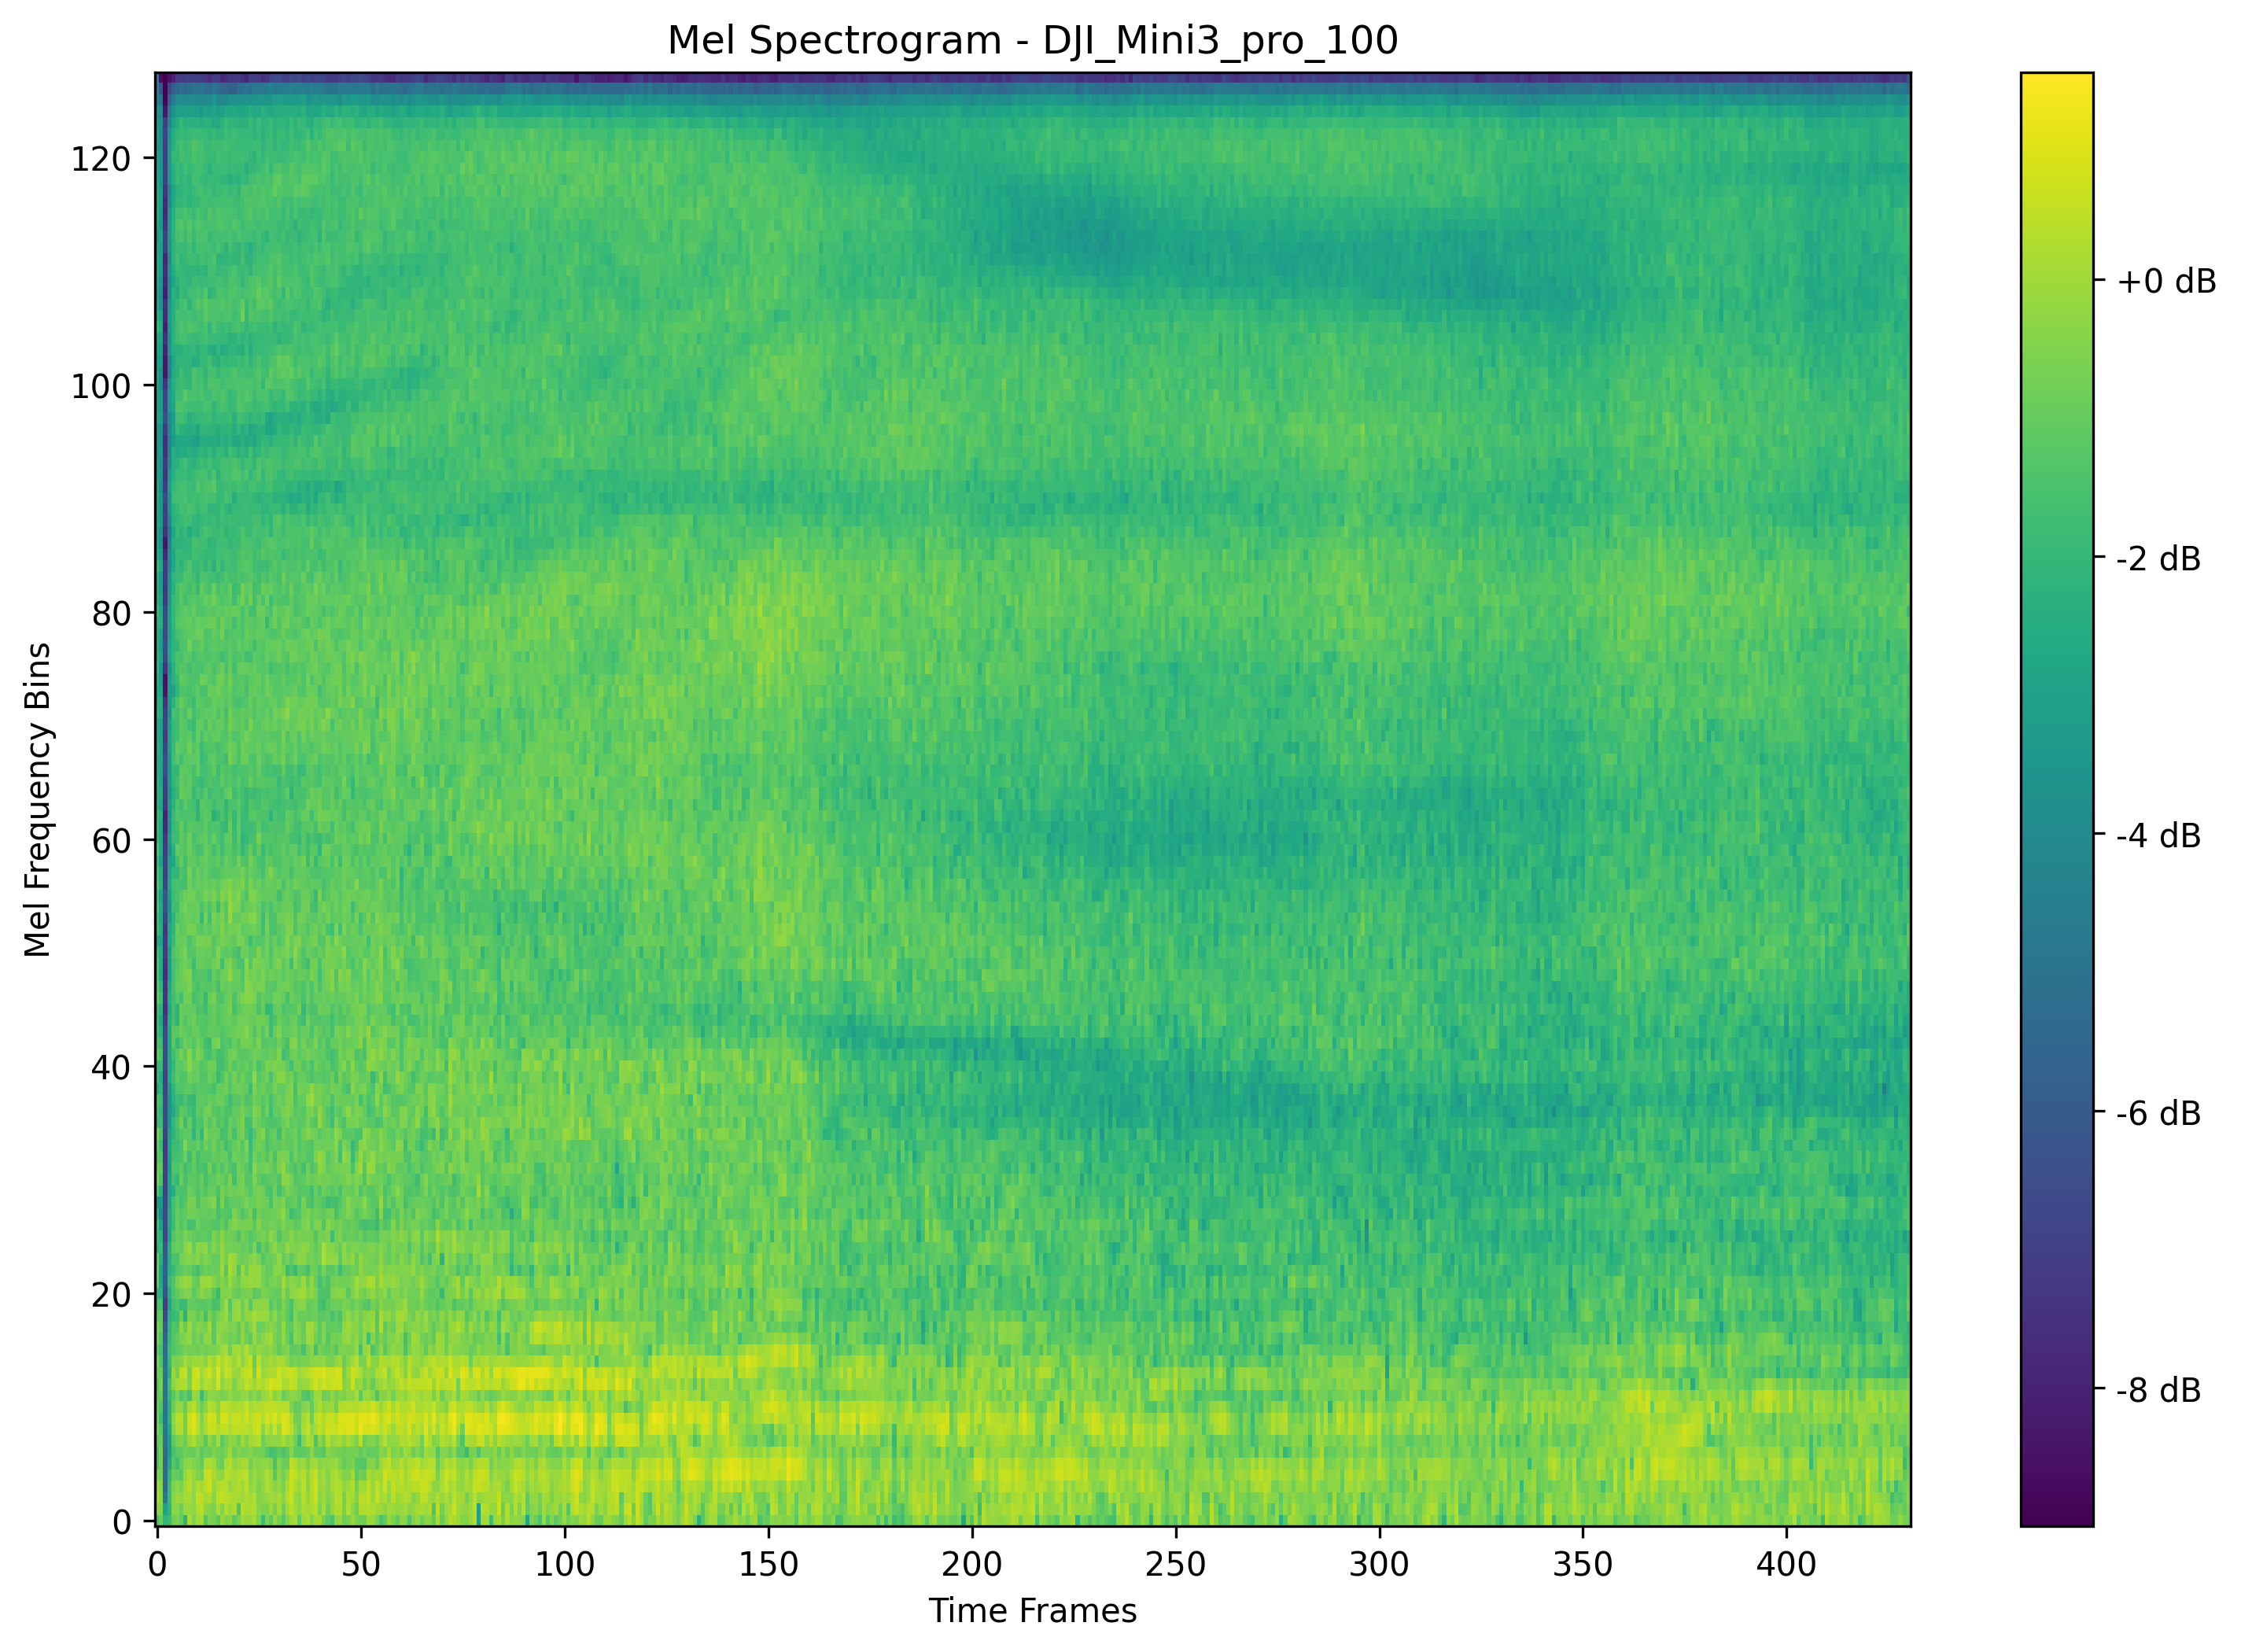 Mel Spectrogram - DJI_Mini3_pro_100
Mel Frequency Bins
120
100
80
60
40
20
0
0 50 100 150 200 250 300 350 400
Time Frames
+0 dB
-2 dB
-4 dB
-6 dB
-8 dB